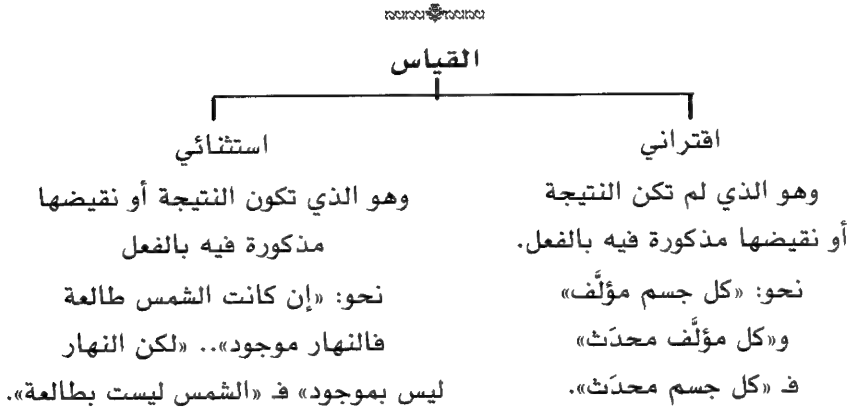 القياس
اقتراني
وهو الذي لم تكن النتيجة
أو نقيضها مذكورة فيه بالفعل.
نحو: «كل جسم مؤلَّف»
و«كل مؤلَّف محدَث»
فـ «كل جسم محدَث».
استثنائي
وهو الذي تكون النتيجة أو نقيضها
مذكورة فيه بالفعل
نحو: «إن كانت الشمس طالعة
فالنهار موجود».. «لكن النهار
ليس بموجود» فـ «الشمس ليست بطالعة».